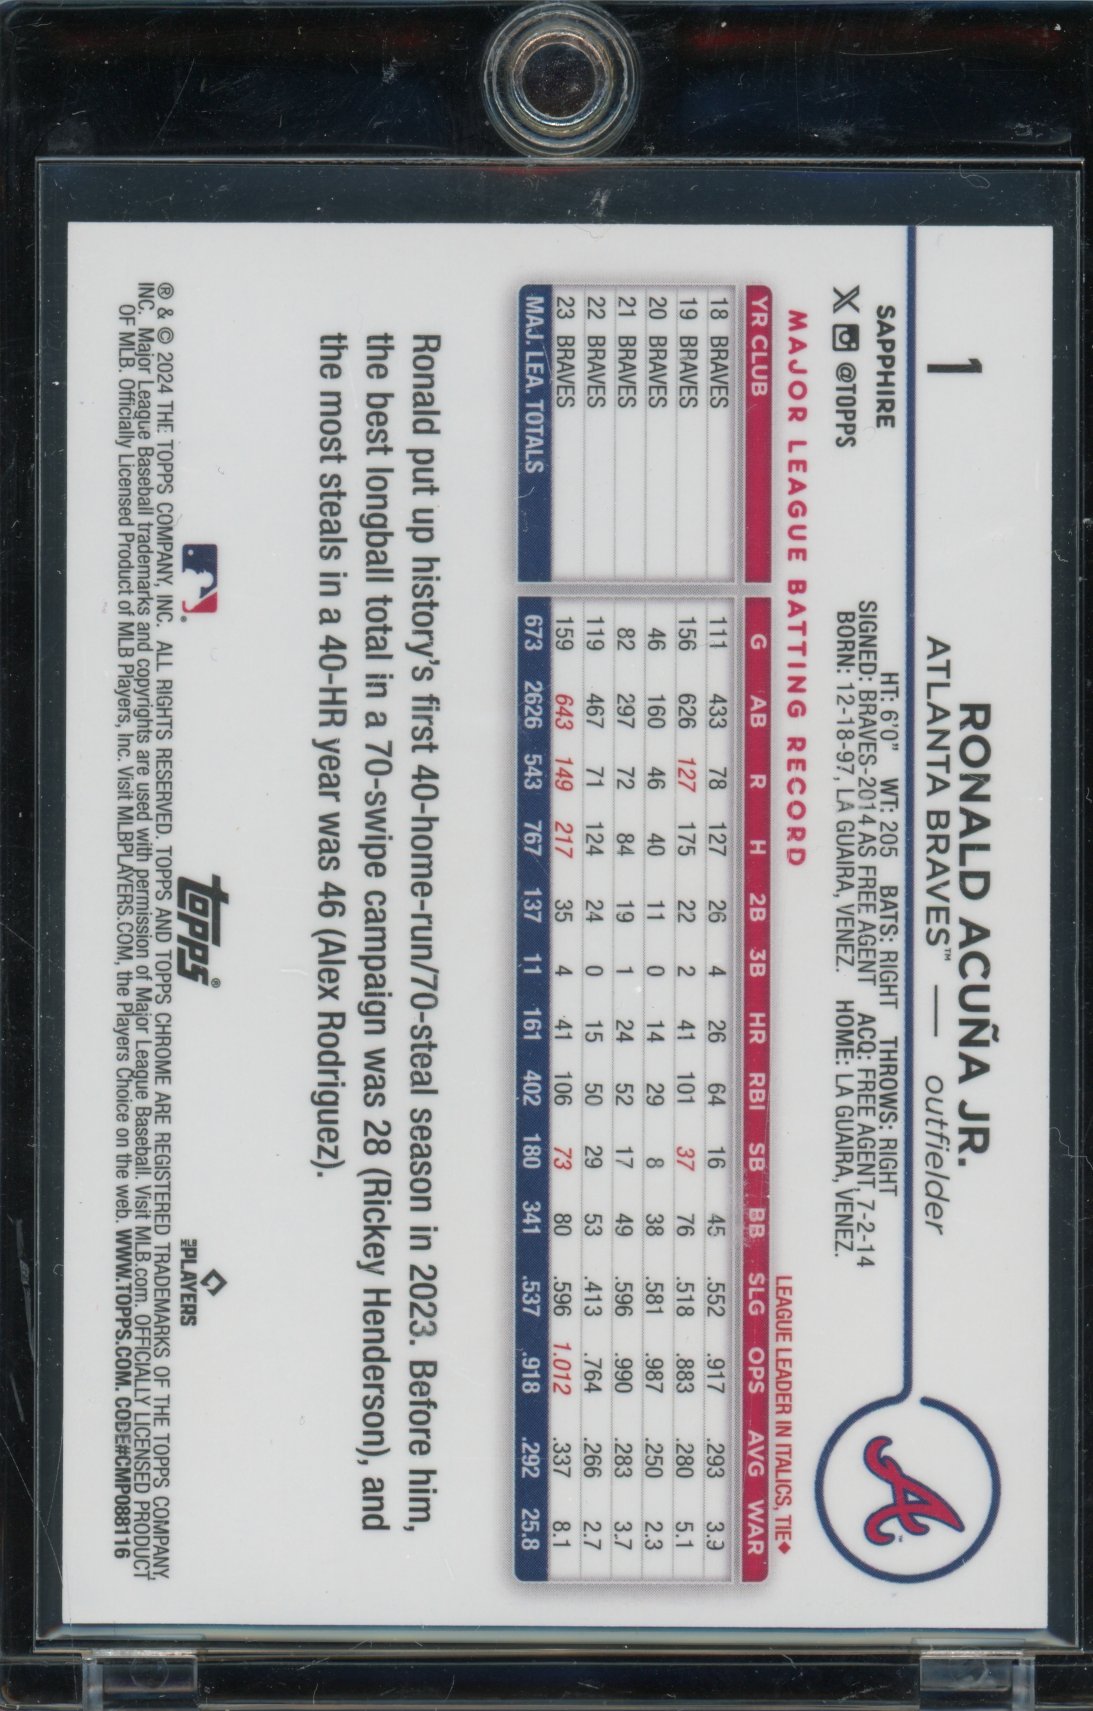 1
RONALD ACUÑA JR.
ATLANTA BRAVES™ — outfielder
SAPPHIRE
HT: 6'0" WT: 205 BATS: RIGHT THROWS: RIGHT
SIGNED: BRAVES-2014 AS FREE AGENT ACQ: FREE AGENT, 7-2-14
@TOPPS
BORN: 12-18-97, LA GUAIRA, VENEZ. HOME: LA GUAIRA, VENEZ.
A™
MAJOR LEAGUE BATTING RECORD
LEAGUE LEADER IN ITALICS, TIE♦
YR CLUB G AB R H 2B 3B HR RBI SB BB SLG OPS AVG WAR
18 BRAVES 111 433 78 127 26 4 26 64 16 45 .552 .917 .293 3.9
19 BRAVES 156 626 127 175 22 2 41 101 37 76 .518 .883 .280 5.1
20 BRAVES 46 160 46 40 11 0 14 29 8 38 .581 .987 .250 2.3
21 BRAVES 82 297 72 84 19 1 24 52 17 49 .596 .990 .283 3.7
22 BRAVES 119 467 71 124 24 0 15 50 29 53 .413 .764 .266 2.7
23 BRAVES 159 643 149 217 35 4 41 106 73 80 .596 1.012 .337 8.1
MAJ. LEA. TOTALS 673 2626 543 767 137 11 161 402 180 341 .537 .918 .292 25.8
Ronald put up history's first 40-home-run/70-steal season in 2023. Before him,
the best longball total in a 70-swipe campaign was 28 (Rickey Henderson), and
the most steals in a 40-HR year was 46 (Alex Rodriguez).
topps®
MLB PLAYERS
® & © 2024 THE TOPPS COMPANY, INC. ALL RIGHTS RESERVED. TOPPS AND TOPPS CHROME ARE REGISTERED TRADEMARKS OF THE TOPPS COMPANY,
INC. Major League Baseball trademarks and copyrights are used with permission of Major League Baseball. Visit MLB.com. OFFICIALLY LICENSED PRODUCT
OF MLB. Officially Licensed Product of MLB Players, Inc. Visit MLBPLAYERS.COM, the Players Choice on the web. WWW.TOPPS.COM. CODE#CMP088116